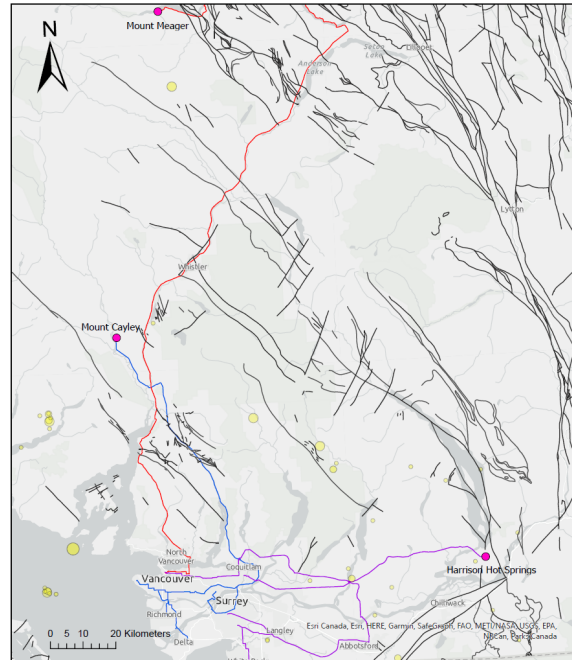 Mount Meager
N
Seton
Lake
Lillooet
Anderson
Lake
Lytton
Whistler
Mount Cayley
North
Vancouver
Coquitlam
Vancouver
Harrison Hot Springs
Surrey
Chilliwack
Richmond
Langley
Esri Canada, Esri, HERE, Garmin, SafeGraph, FAO, METI/NASA, USGS, EPA,
NRCan, Parks Canada
Delta
Abbotsford
0 5 10 20 Kilometers